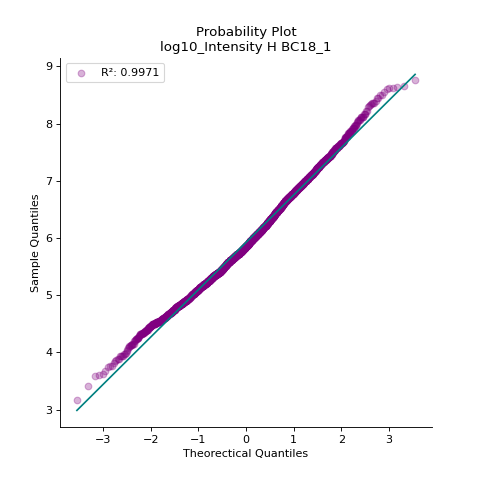 Probability Plot
log10_Intensity H BC18_1
R²: 0.9971
9
8
7
6
5
4
3
Sample Quantiles
−3
−2
−1
0
1
2
3
Theorectical Quantiles